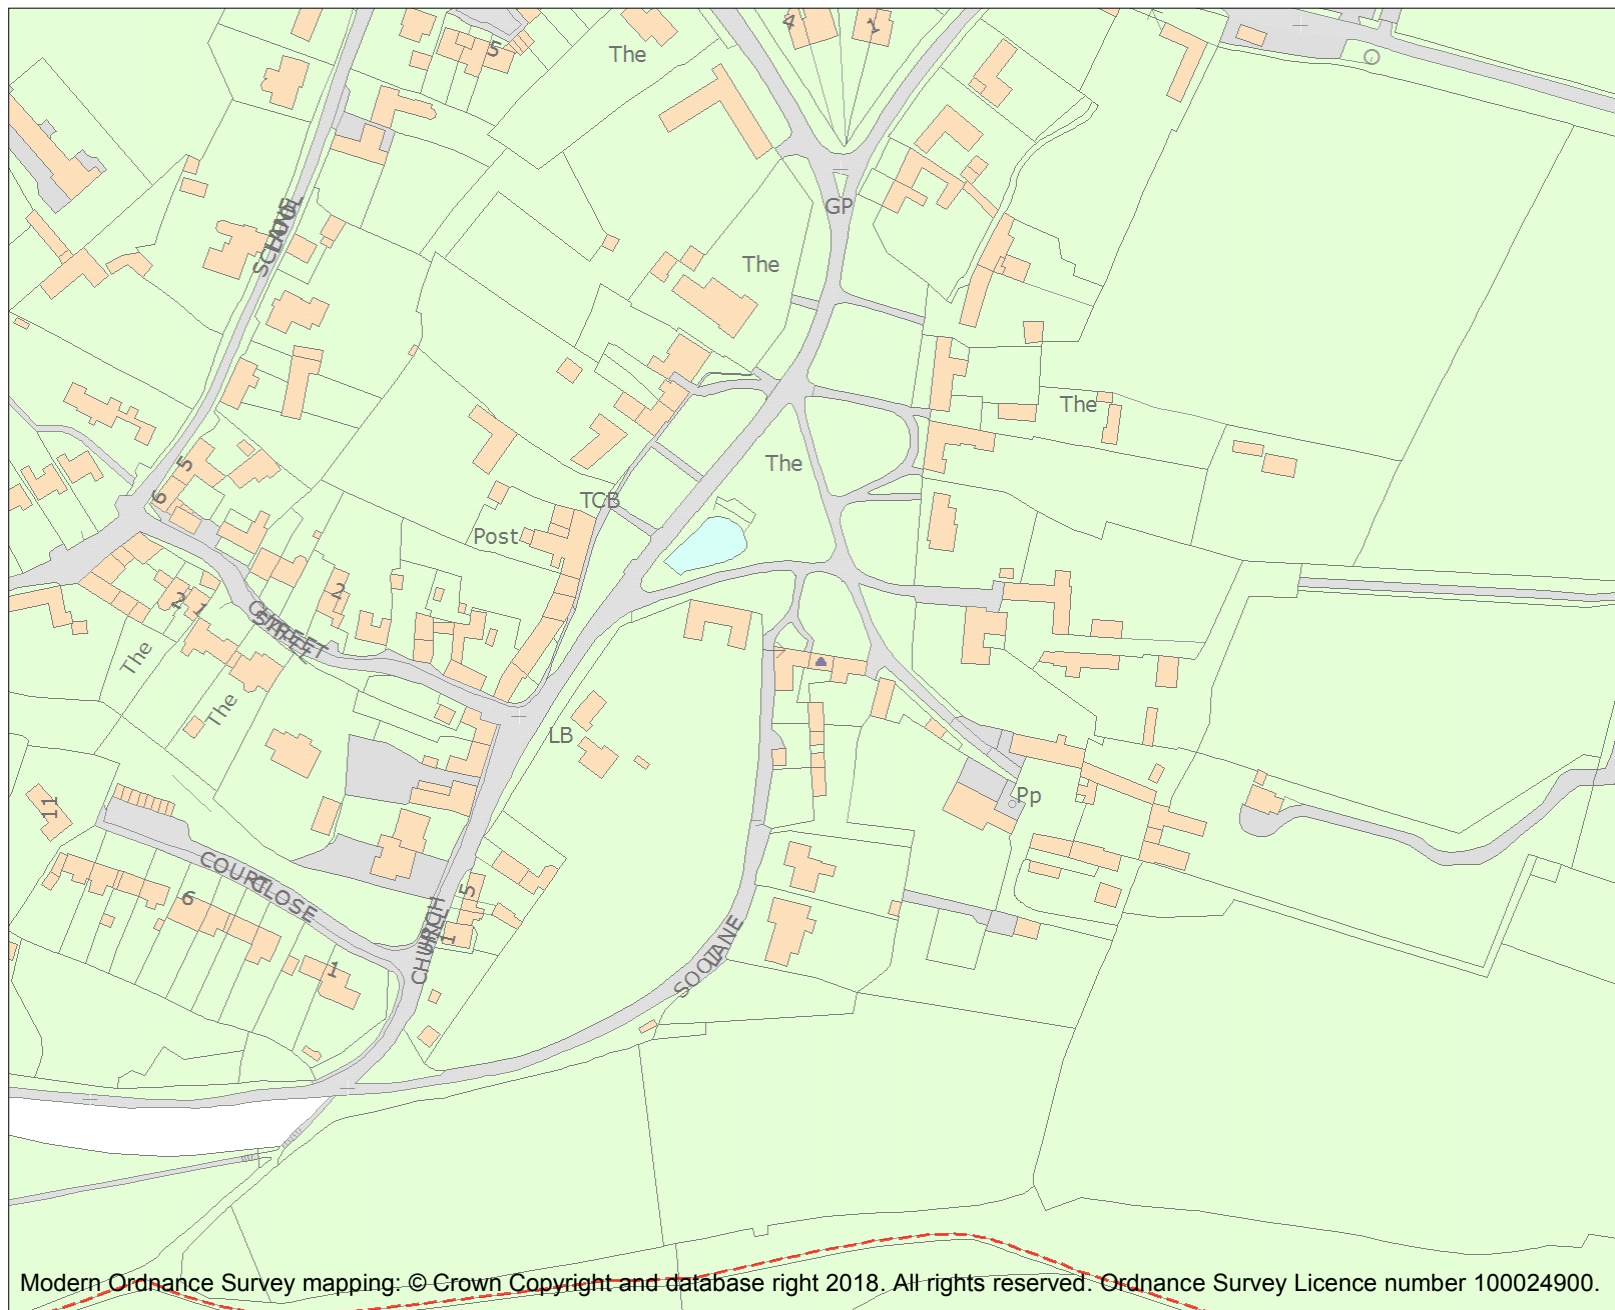 4
1
5
The
SCHOOL
LANE
GP
The
The
5
6
The
TCB
Post
2
2
1
STREET
The
The
LB
Pp
11
COURT
CLOSE
6
5
CHURCH
1
LANE
1
Modern Ordnance Survey mapping: © Crown Copyright and database right 2018. All rights reserved. Ordnance Survey Licence number 100024900.